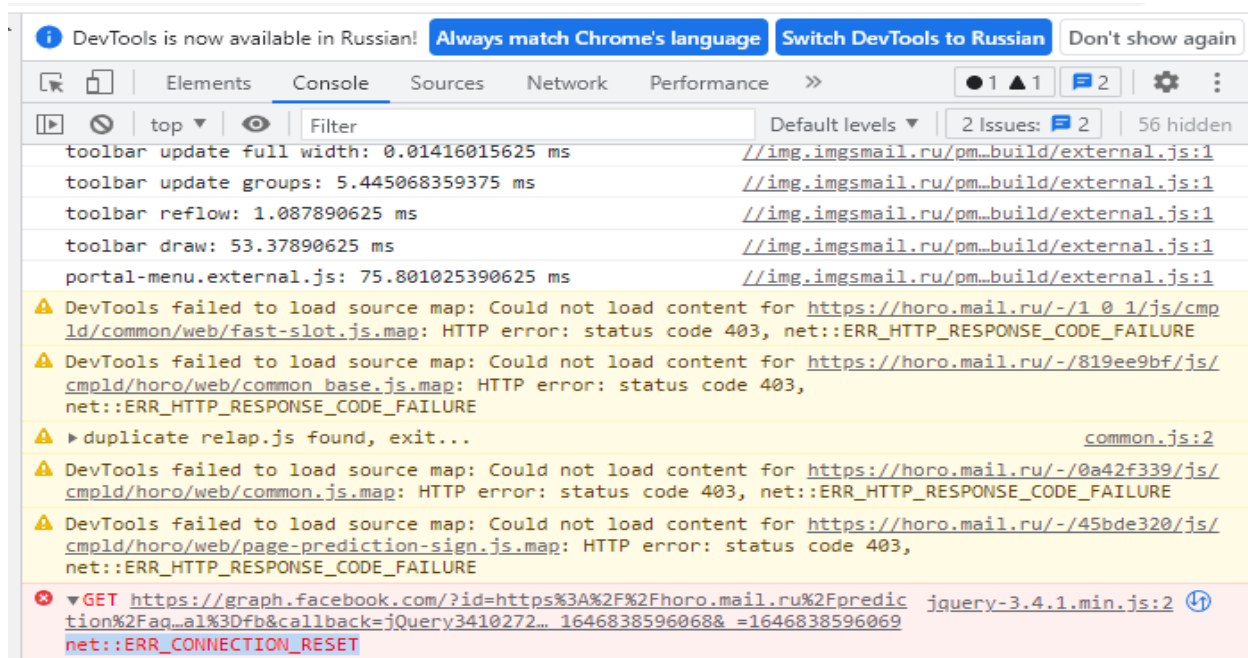 DevTools is now available in Russian! Always match Chrome's language Switch DevTools to Russian Don't show again
Elements Console Sources Network Performance » 1 1 2
top ▼ Filter Default levels ▼ 2 Issues: 2 56 hidden
toolbar update full width: 0.01416015625 ms //img.imgsmail.ru/pm…build/external.js:1
toolbar update groups: 5.445068359375 ms //img.imgsmail.ru/pm…build/external.js:1
toolbar reflow: 1.087890625 ms //img.imgsmail.ru/pm…build/external.js:1
toolbar draw: 53.37890625 ms //img.imgsmail.ru/pm…build/external.js:1
portal-menu.external.js: 75.801025390625 ms //img.imgsmail.ru/pm…build/external.js:1
DevTools failed to load source map: Could not load content for https://horo.mail.ru/-/1_0_1/js/cmp
ld/common/web/fast-slot.js.map: HTTP error: status code 403, net::ERR_HTTP_RESPONSE_CODE_FAILURE
DevTools failed to load source map: Could not load content for https://horo.mail.ru/-/819ee9bf/js/
cmpld/horo/web/common_base.js.map: HTTP error: status code 403,
net::ERR_HTTP_RESPONSE_CODE_FAILURE
▶duplicate relap.js found, exit... common.js:2
DevTools failed to load source map: Could not load content for https://horo.mail.ru/-/0a42f339/js/
cmpld/horo/web/common.js.map: HTTP error: status code 403, net::ERR_HTTP_RESPONSE_CODE_FAILURE
DevTools failed to load source map: Could not load content for https://horo.mail.ru/-/45bde320/js/
cmpld/horo/web/page-prediction-sign.js.map: HTTP error: status code 403,
net::ERR_HTTP_RESPONSE_CODE_FAILURE
▼GET https://graph.facebook.com/?id=https%3A%2F%2Fhoro.mail.ru%2Fpredic jquery-3.4.1.min.js:2
tion%2Faq…al%3Dfb&callback=jQuery3410272…_1646838596068&_=1646838596069
net::ERR_CONNECTION_RESET